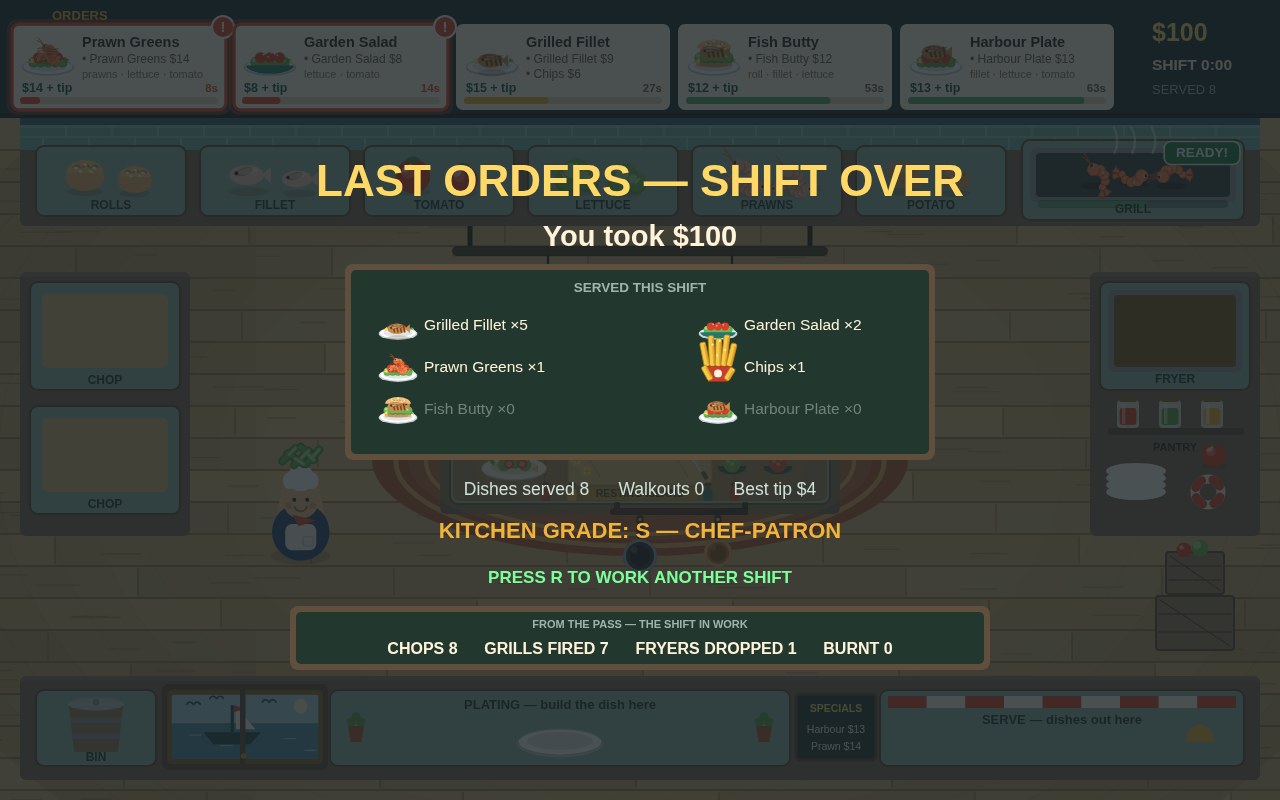 ORDERS
Prawn Greens
• Prawn Greens $14
prawns · lettuce · tomato
$14 + tip
8s
!
Garden Salad
• Garden Salad $8
lettuce · tomato
$8 + tip
14s
!
Grilled Fillet
• Grilled Fillet $9
• Chips $6
$15 + tip
27s
Fish Butty
• Fish Butty $12
roll · fillet · lettuce
$12 + tip
53s
Harbour Plate
• Harbour Plate $13
fillet · lettuce · tomato
$13 + tip
63s
$100
SHIFT 0:00
SERVED 8
READY!
LAST ORDERS — SHIFT OVER
ROLLS
FILLET
TOMATO
LETTUCE
PRAWNS
POTATO
GRILL
You took $100
SERVED THIS SHIFT
Grilled Fillet ×5
Garden Salad ×2
Prawn Greens ×1
Chips ×1
Fish Butty ×0
Harbour Plate ×0
CHOP
CHOP
FRYER
PANTRY
Dishes served 8
Walkouts 0
Best tip $4
KITCHEN GRADE: S — CHEF-PATRON
PRESS R TO WORK ANOTHER SHIFT
FROM THE PASS — THE SHIFT IN WORK
CHOPS 8
GRILLS FIRED 7
FRYERS DROPPED 1
BURNT 0
BIN
PLATING — build the dish here
SPECIALS
Harbour $13
Prawn $14
SERVE — dishes out here